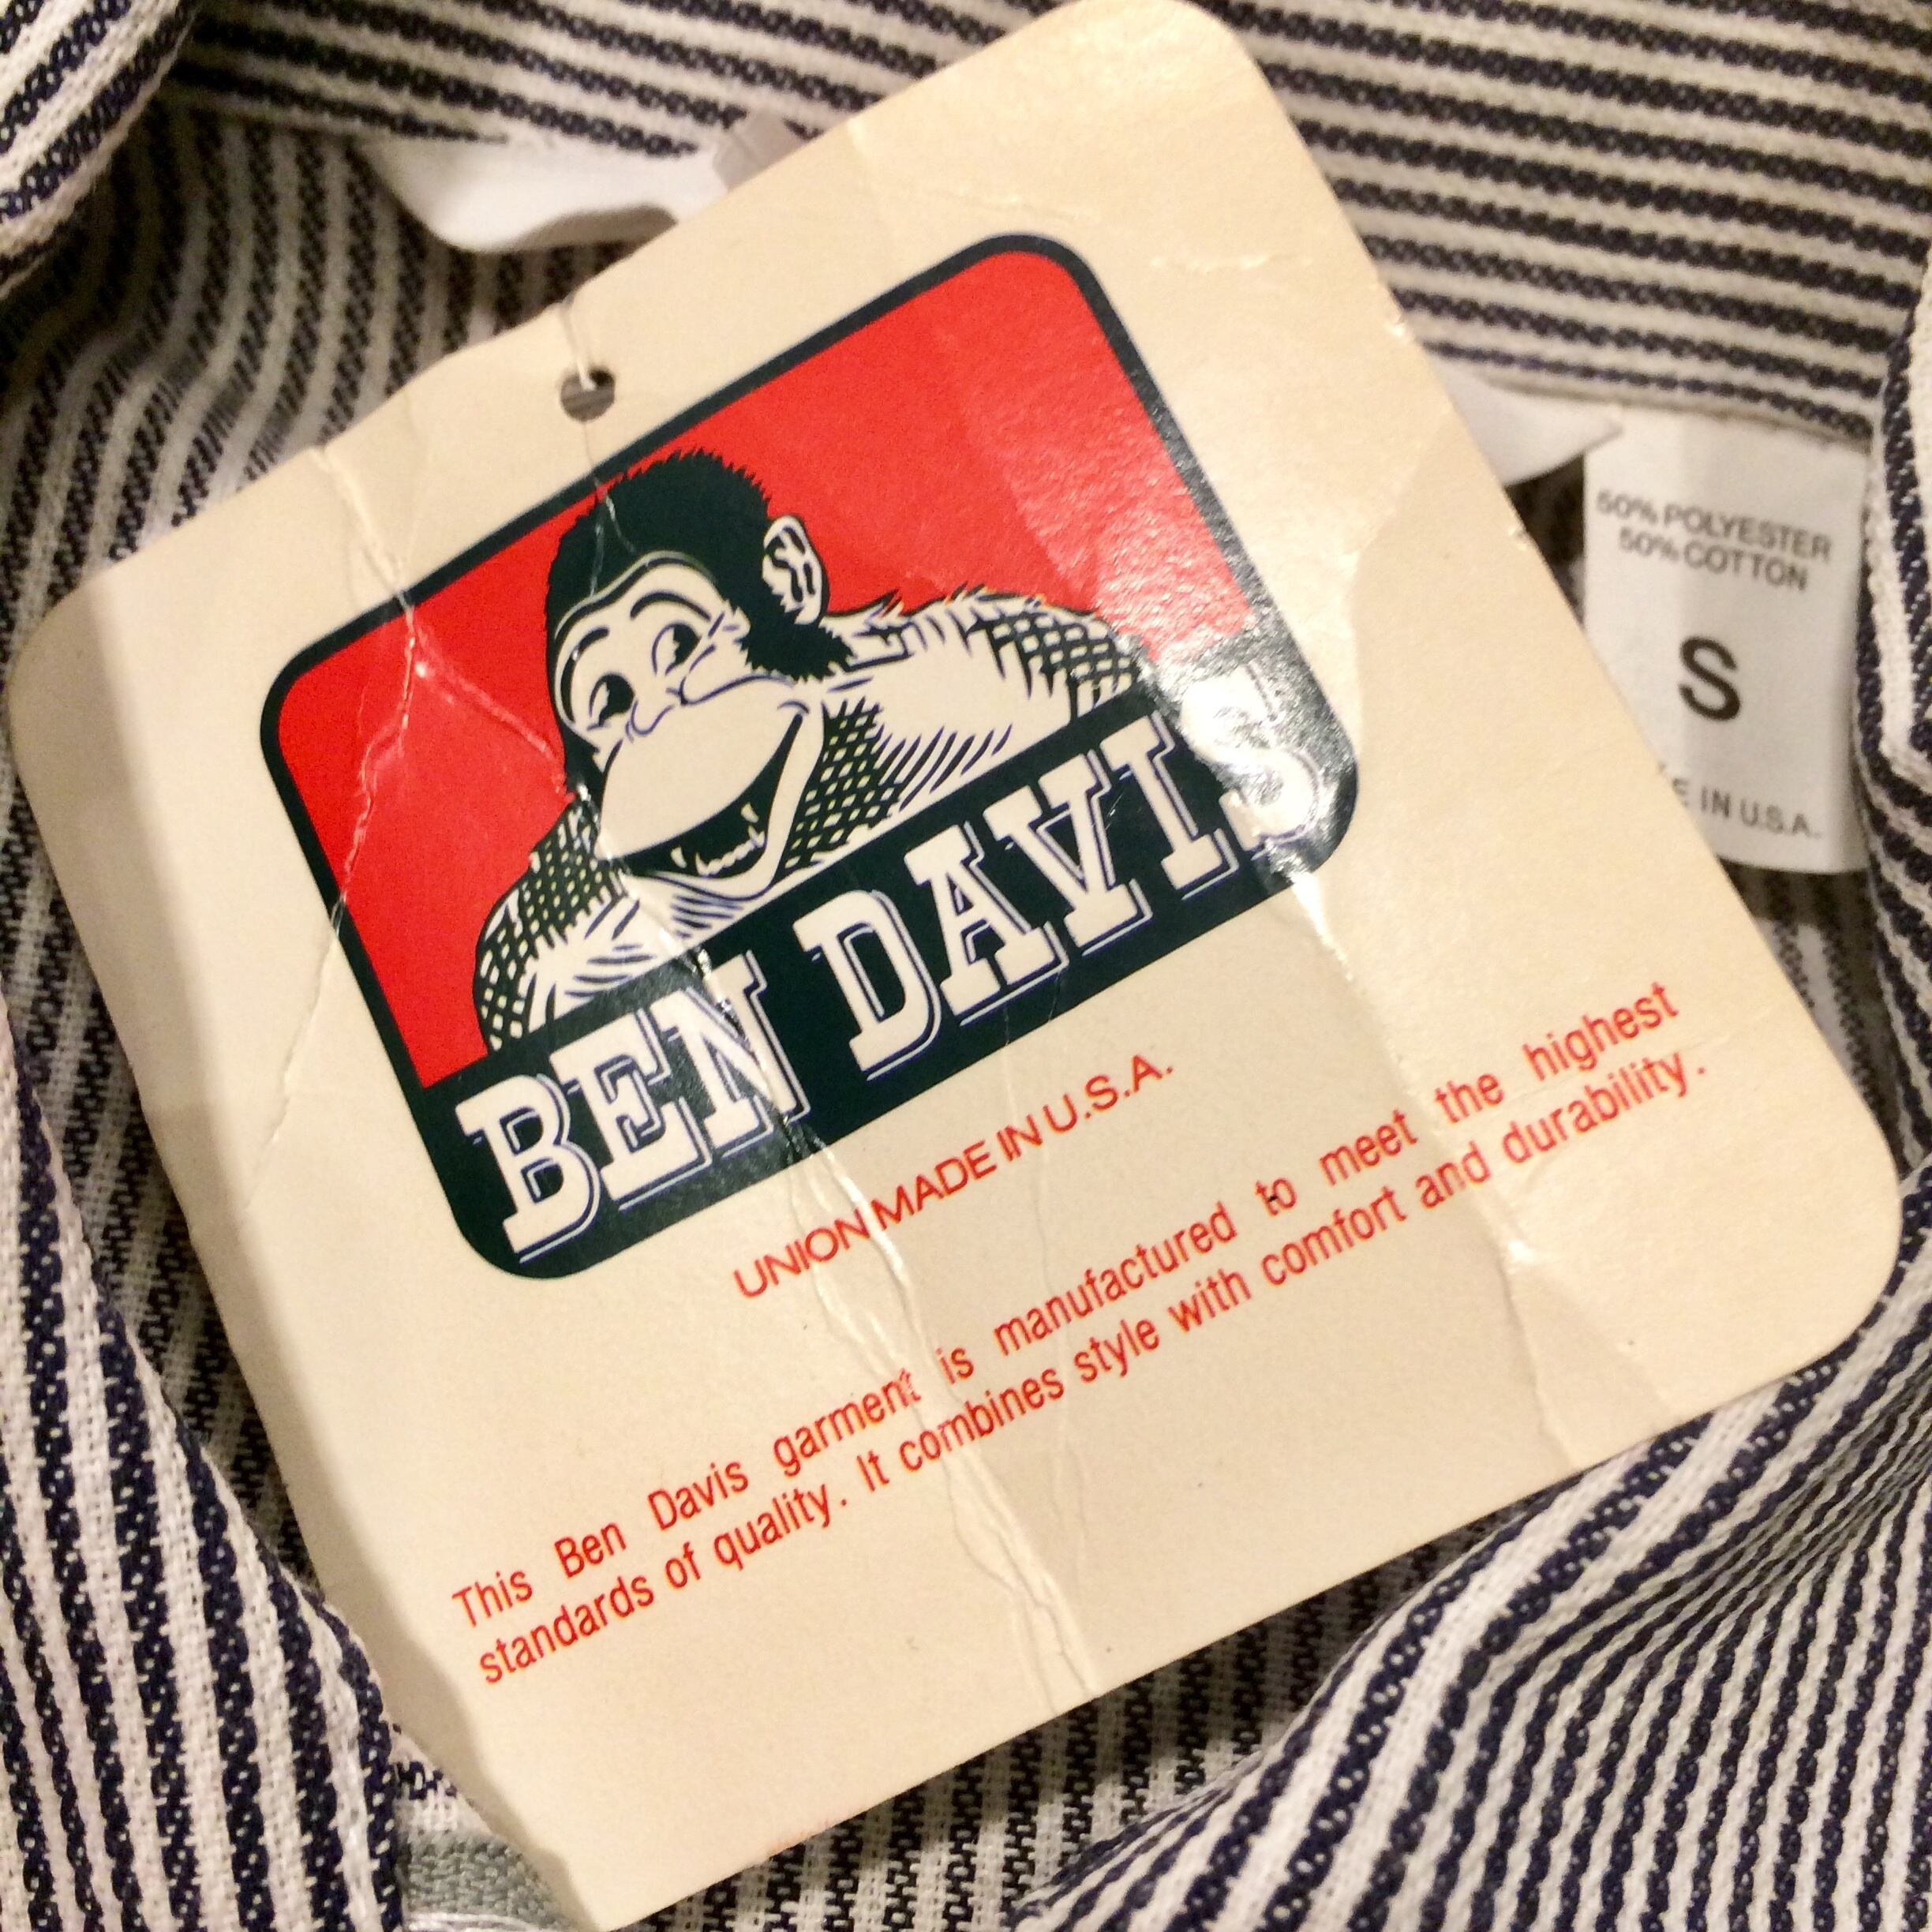 BEN DAVIS
UNION MADE IN U.S.A.
This Ben Davis garment is manufactured to meet the highest
standards of quality. It combines style with comfort and durability.
50% POLYESTER
50% COTTON
S
IN U.S.A.